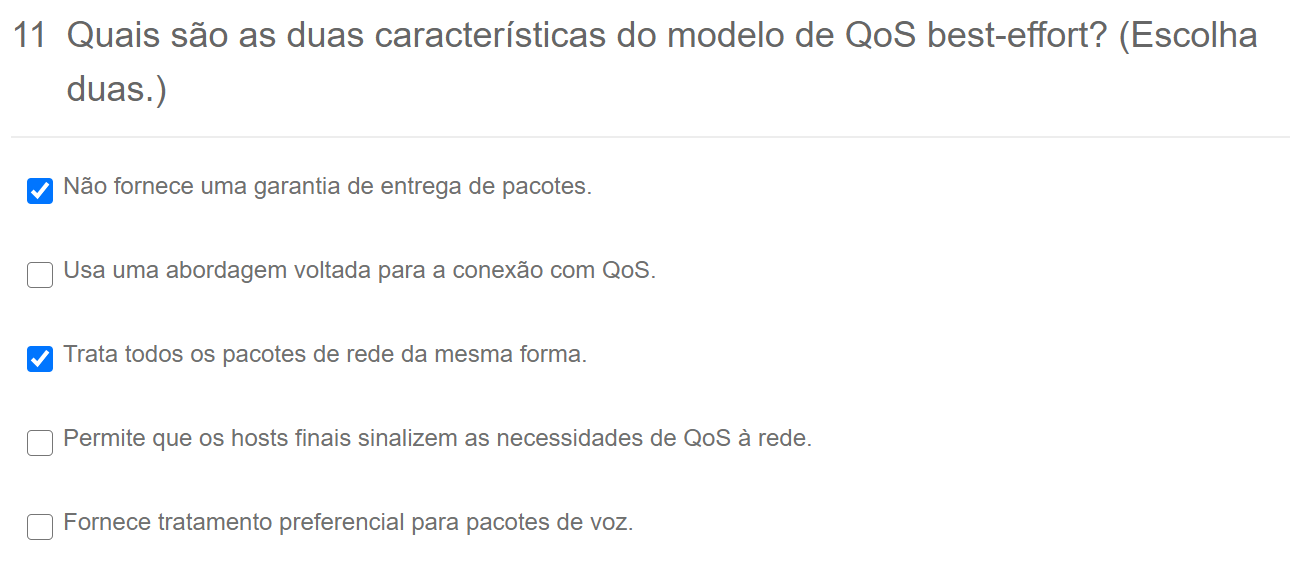 11 Quais são as duas características do modelo de QoS best-effort? (Escolha
duas.)
Não fornece uma garantia de entrega de pacotes.
Usa uma abordagem voltada para a conexão com QoS.
Trata todos os pacotes de rede da mesma forma.
Permite que os hosts finais sinalizem as necessidades de QoS à rede.
Fornece tratamento preferencial para pacotes de voz.